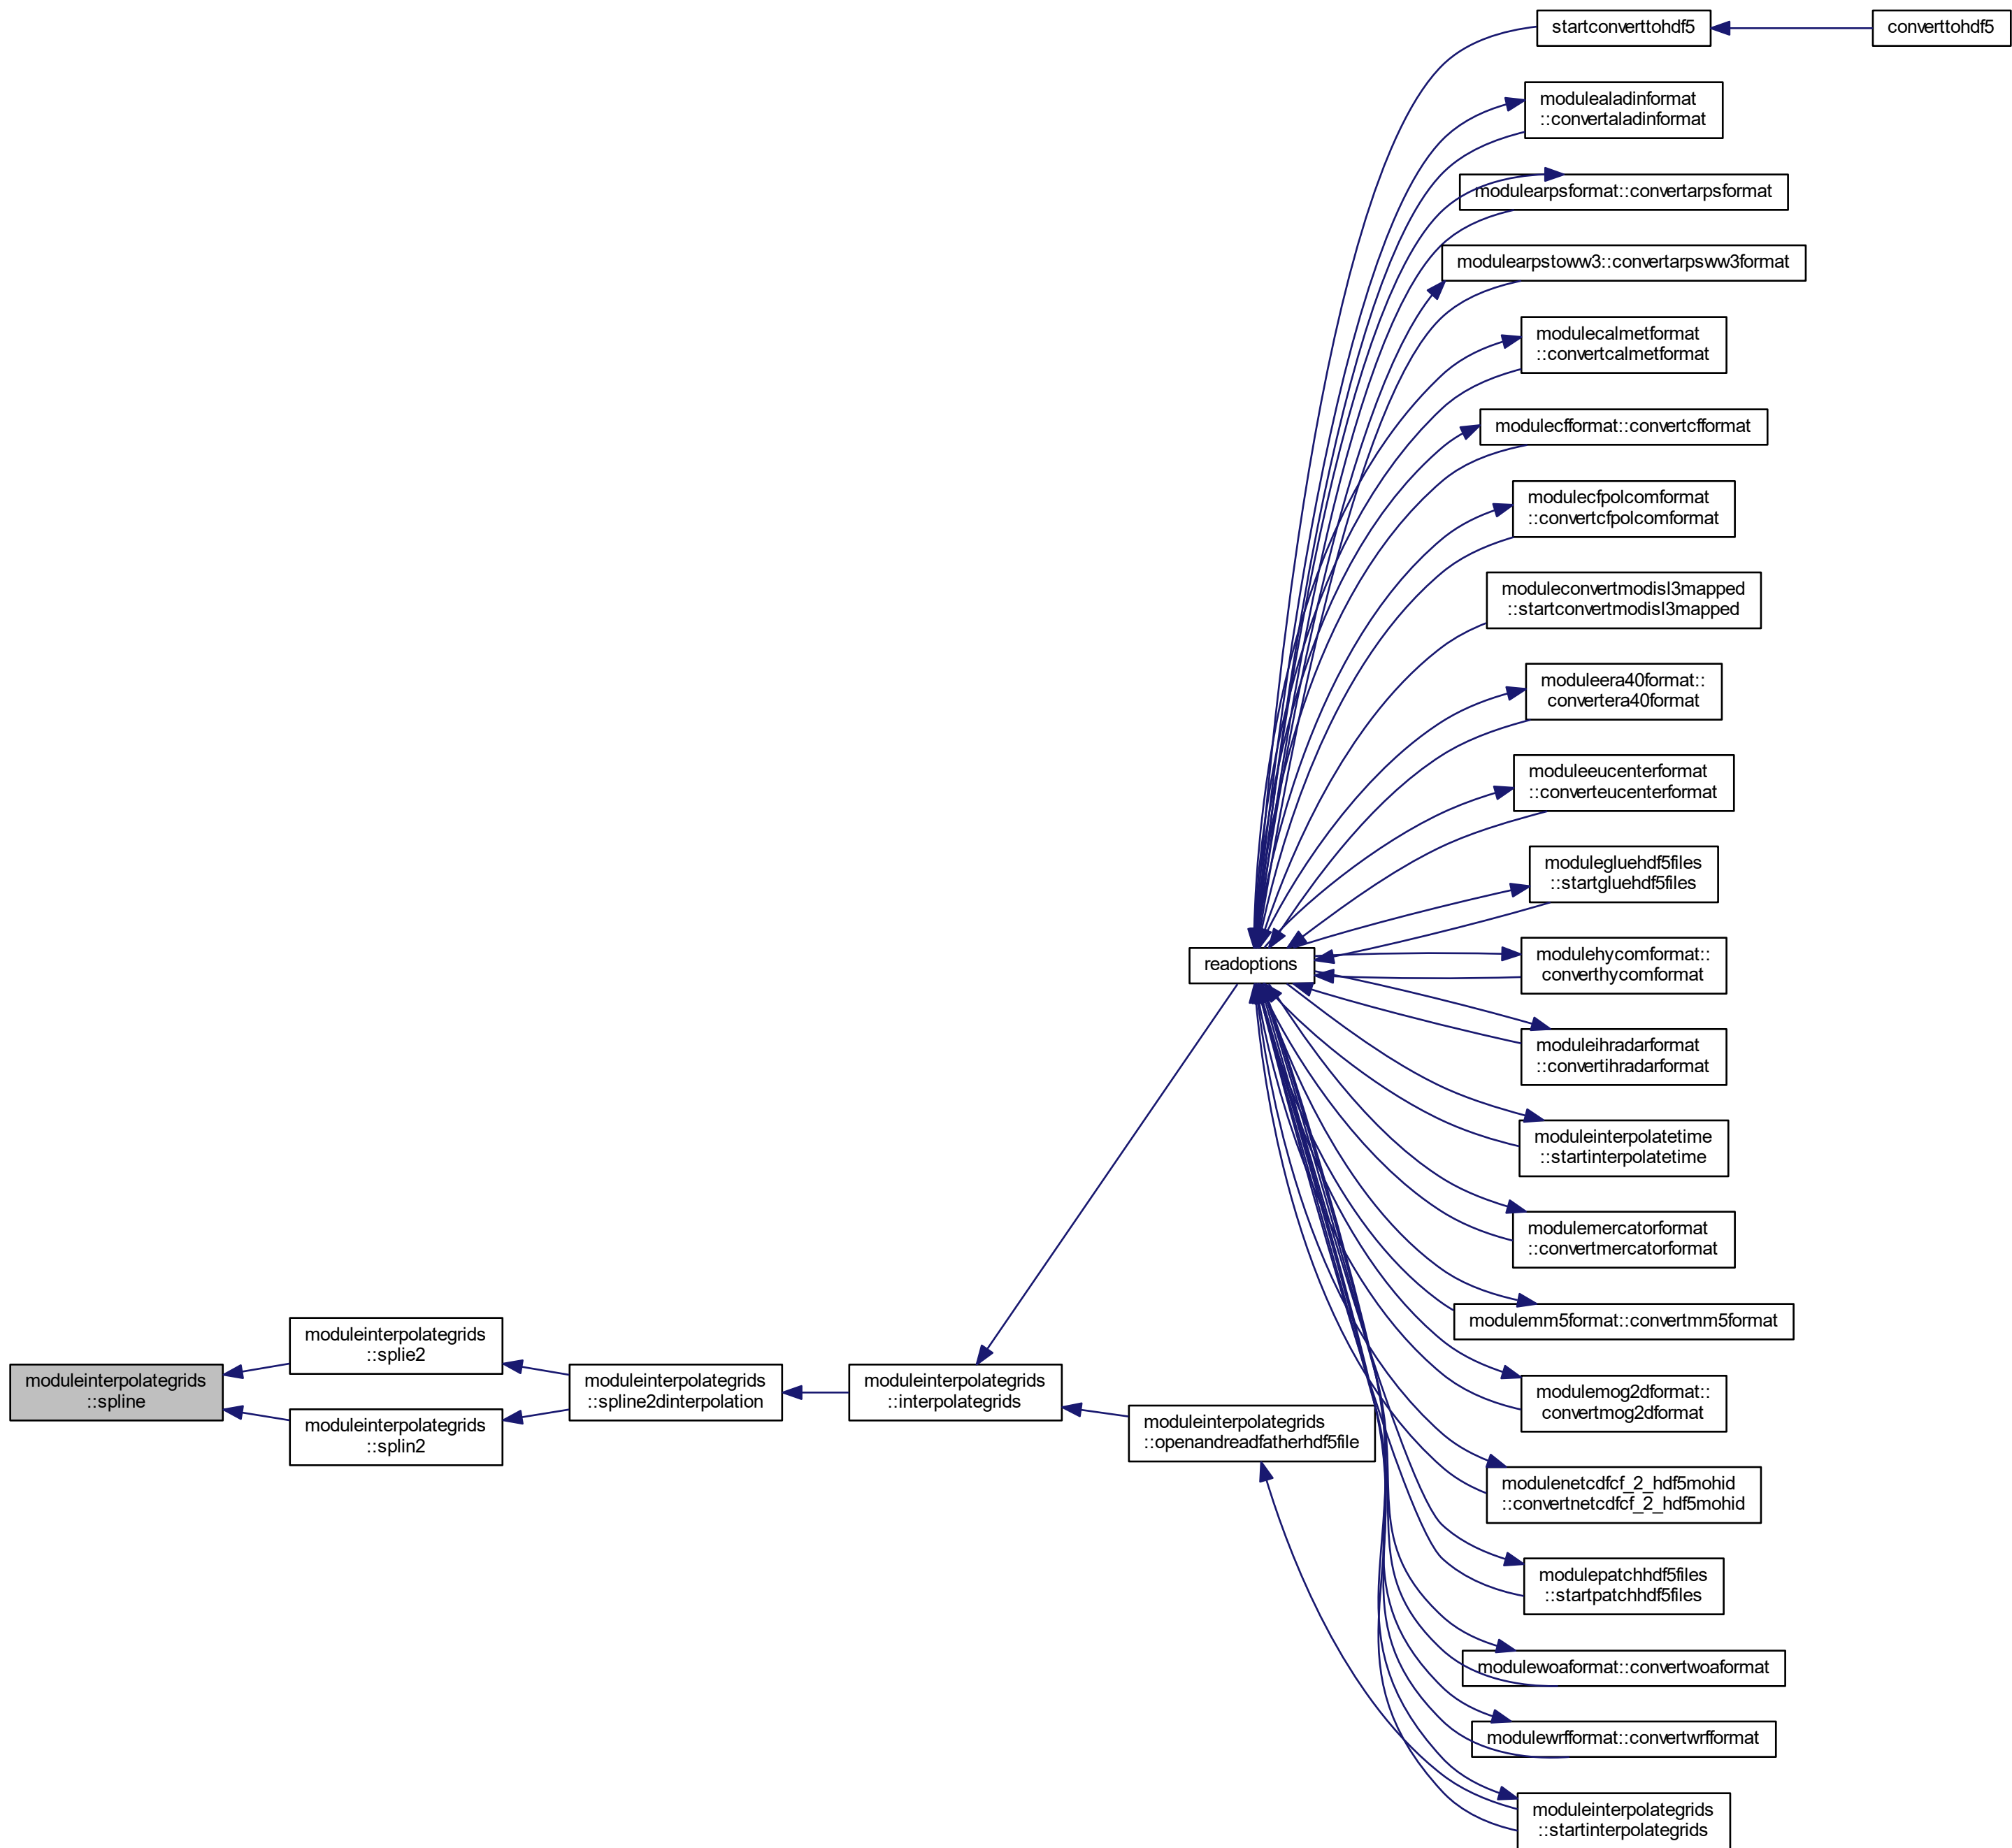 startconverttohdf5
converttohdf5
modulealadinformat
::convertaladinformat
modulearpsformat::convertarpsformat
modulearpstoww3::convertarpsww3format
modulecalmetformat
::convertcalmetformat
modulecfformat::convertcfformat
modulecfpolcomformat
::convertcfpolcomformat
moduleconvertmodisl3mapped
::startconvertmodisl3mapped
moduleera40format::
convertera40format
moduleeucenterformat
::converteucenterformat
modulegluehdf5files
::startgluehdf5files
readoptions
modulehycomformat::
converthycomformat
moduleihradarformat
::convertihradarformat
moduleinterpolatetime
::startinterpolatetime
modulemercatorformat
::convertmercatorformat
modulemm5format::convertmm5format
moduleinterpolategrids
::splie2
moduleinterpolategrids
::spline
moduleinterpolategrids
::splin2
moduleinterpolategrids
::spline2dinterpolation
moduleinterpolategrids
::interpolategrids
moduleinterpolategrids
::openandreadfatherhdf5file
modulemog2dformat::
convertmog2dformat
modulenetcdfcf_2_hdf5mohid
::convertnetcdfcf_2_hdf5mohid
modulepatchhdf5files
::startpatchhdf5files
modulewoaformat::convertwoaformat
modulewrfformat::convertwrfformat
moduleinterpolategrids
::startinterpolategrids